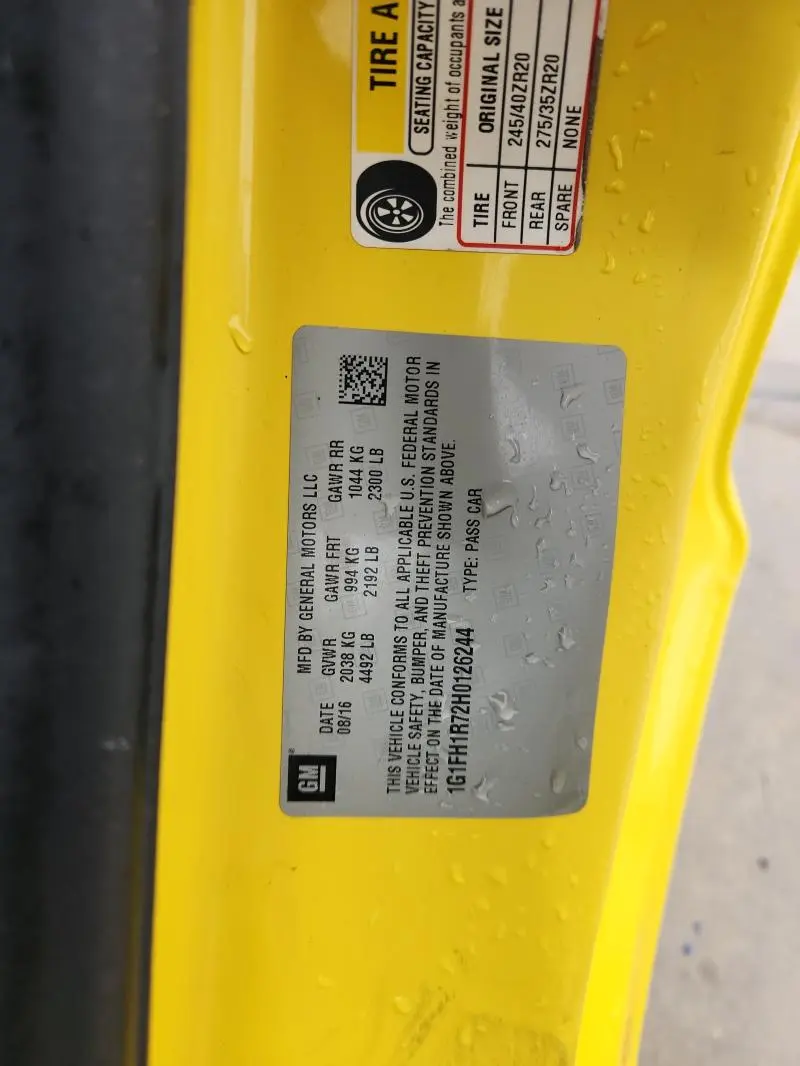 TIRE A
SEATING CAPACITY
The combined weight of occupants a
TIRE ORIGINAL SIZE
FRONT 245/40ZR20
REAR 275/35ZR20
SPARE NONE
GM
MFD BY GENERAL MOTORS LLC
DATE GVWR GAWR FRT GAWR RR
08/16 2038 KG 994 KG 1044 KG
4492 LB 2192 LB 2300 LB
THIS VEHICLE CONFORMS TO ALL APPLICABLE U.S. FEDERAL MOTOR
VEHICLE SAFETY, BUMPER, AND THEFT PREVENTION STANDARDS IN
EFFECT ON THE DATE OF MANUFACTURE SHOWN ABOVE.
1G1FH1R72H0126244 TYPE: PASS CAR